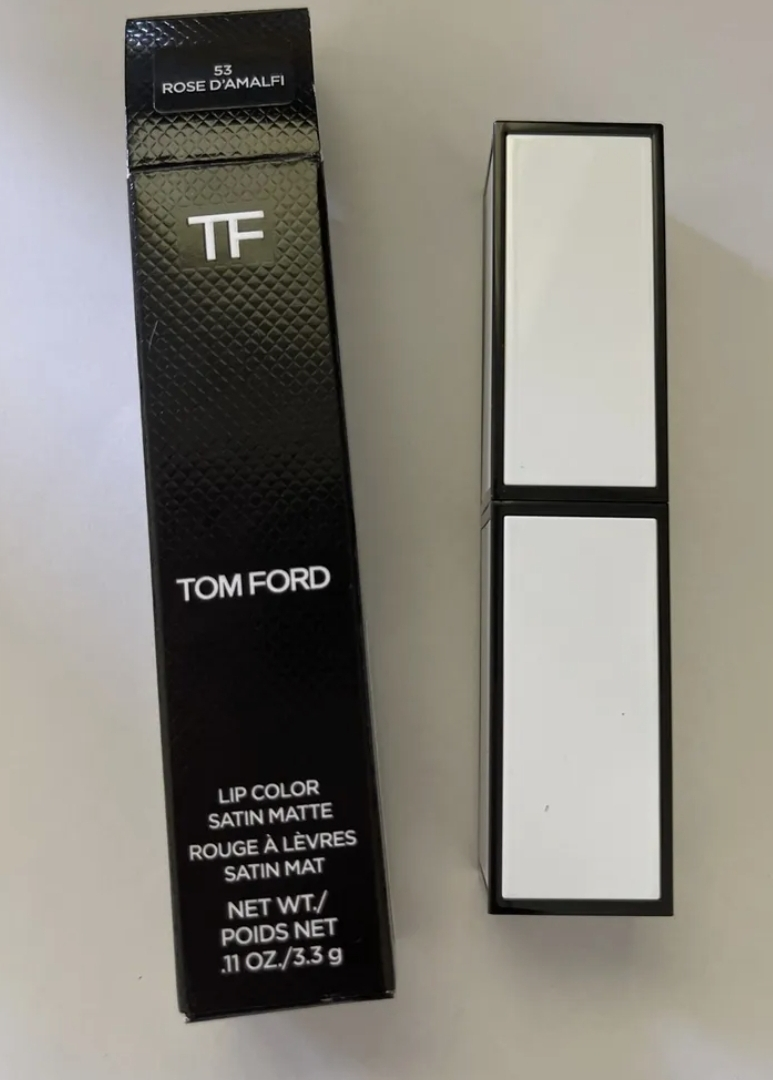 53
ROSE D'AMALFI
TF
TOM FORD
LIP COLOR
SATIN MATTE
ROUGE À LÈVRES
SATIN MAT
NET WT./
POIDS NET
.11 OZ./3.3 g